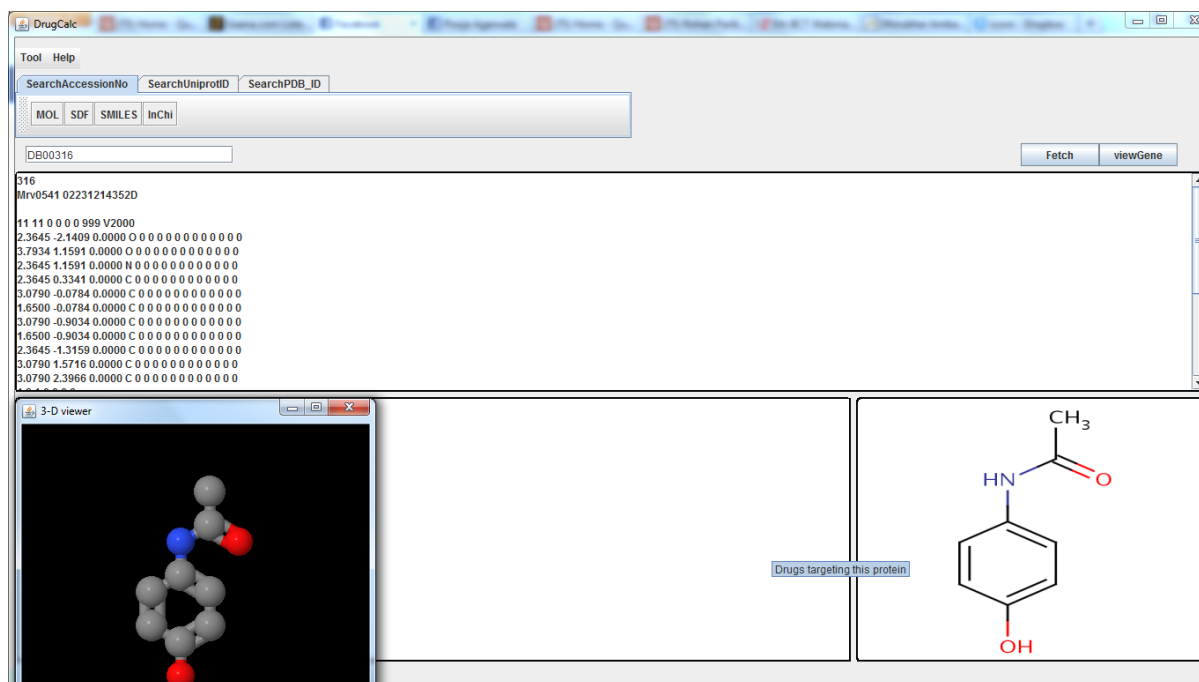 DrugCalc
Tool Help
SearchAccessionNo SearchUniprotID SearchPDB_ID
MOL SDF SMILES InChi
DB00316 Fetch viewGene
316
Mrv0541 02231214352D
11 11 0 0 0 0 999 V2000
2.3645 -2.1409 0.0000 O 0 0 0 0 0 0 0 0 0 0 0 0
3.7934 1.1591 0.0000 O 0 0 0 0 0 0 0 0 0 0 0 0
2.3645 1.1591 0.0000 N 0 0 0 0 0 0 0 0 0 0 0 0
2.3645 0.3341 0.0000 C 0 0 0 0 0 0 0 0 0 0 0 0
3.0790 -0.0784 0.0000 C 0 0 0 0 0 0 0 0 0 0 0 0
1.6500 -0.0784 0.0000 C 0 0 0 0 0 0 0 0 0 0 0 0
3.0790 -0.9034 0.0000 C 0 0 0 0 0 0 0 0 0 0 0 0
1.6500 -0.9034 0.0000 C 0 0 0 0 0 0 0 0 0 0 0 0
2.3645 -1.3159 0.0000 C 0 0 0 0 0 0 0 0 0 0 0 0
3.0790 1.5716 0.0000 C 0 0 0 0 0 0 0 0 0 0 0 0
3.0790 2.3966 0.0000 C 0 0 0 0 0 0 0 0 0 0 0 0
3-D viewer
CH3
HN
O
Drugs targeting this protein
OH